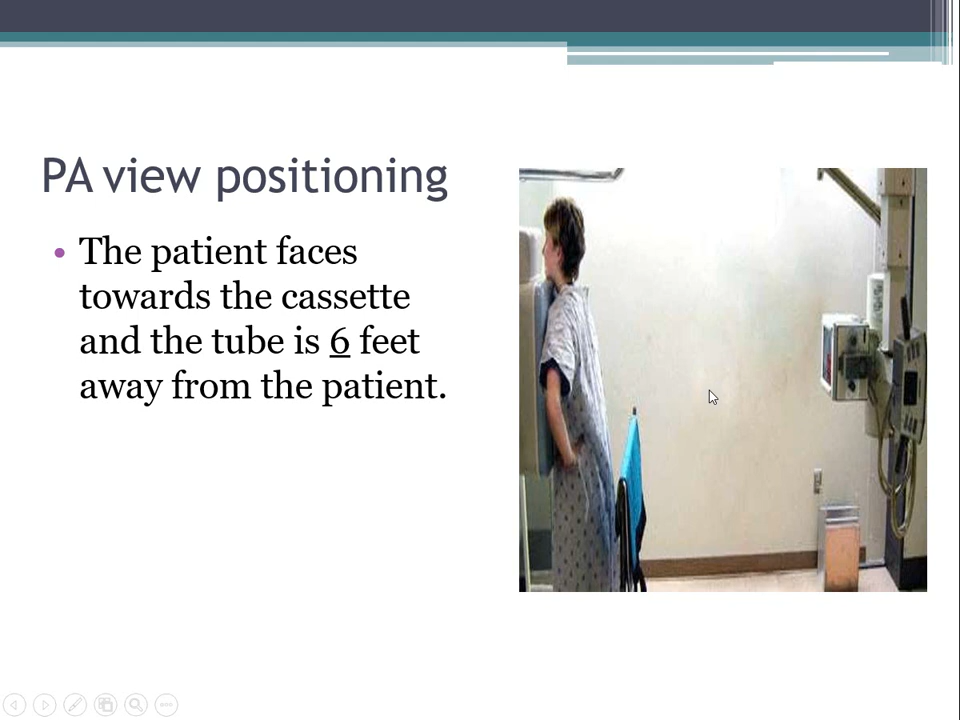 PA view positioning
• The patient faces
towards the cassette
and the tube is 6 feet
away from the patient.